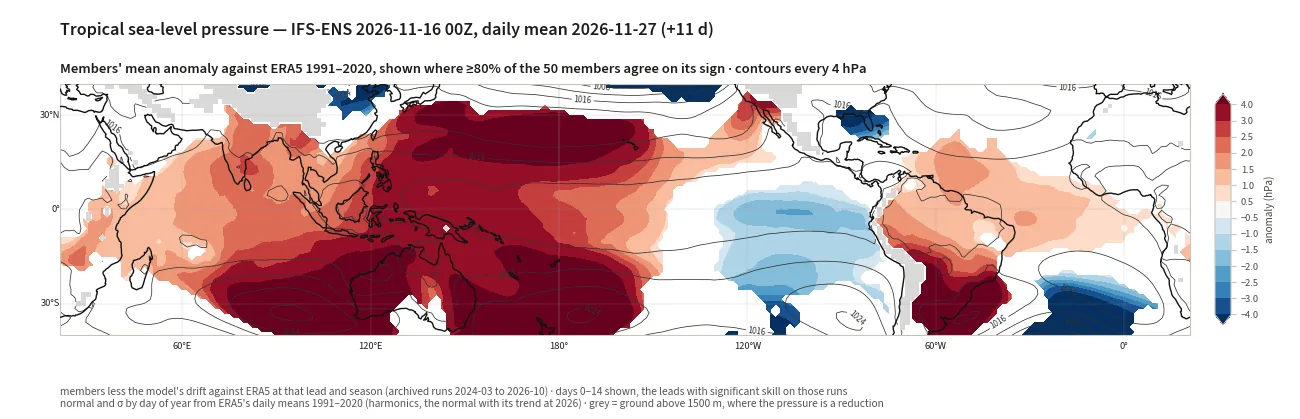 Tropical sea-level pressure — IFS-ENS 2026-11-16 00Z, daily mean 2026-11-27 (+11 d)
Members' mean anomaly against ERA5 1991–2020, shown where ≥80% of the 50 members agree on its sign · contours every 4 hPa
30°N
0°
30°S
60°E
120°E
180°
120°W
60°W
0°
1016
1016
1016
1016
1016
1016
1016
1024
4.0
3.0
2.5
2.0
1.5
1.0
0.5
−0.5
−1.0
−1.5
−2.0
−2.5
−3.0
−4.0
anomaly (hPa)
members less the model's drift against ERA5 at that lead and season (archived runs 2024-03 to 2026-10) · days 0–14 shown, the leads with significant skill on those runs
normal and σ by day of year from ERA5's daily means 1991–2020 (harmonics, the normal with its trend at 2026) · grey = ground above 1500 m, where the pressure is a reduction